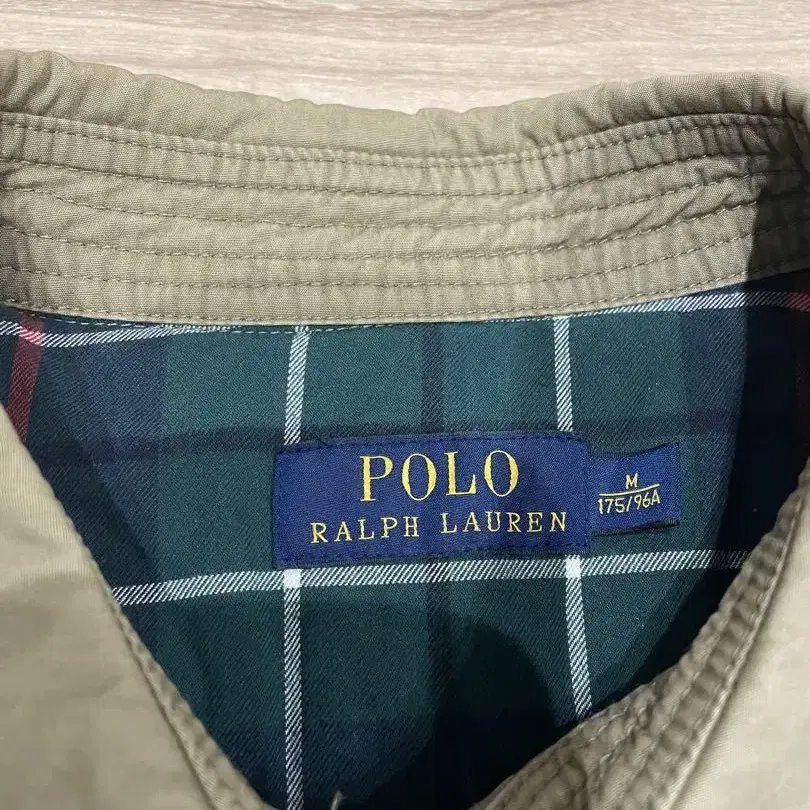 POLO
RALPH LAUREN
M
175/96A